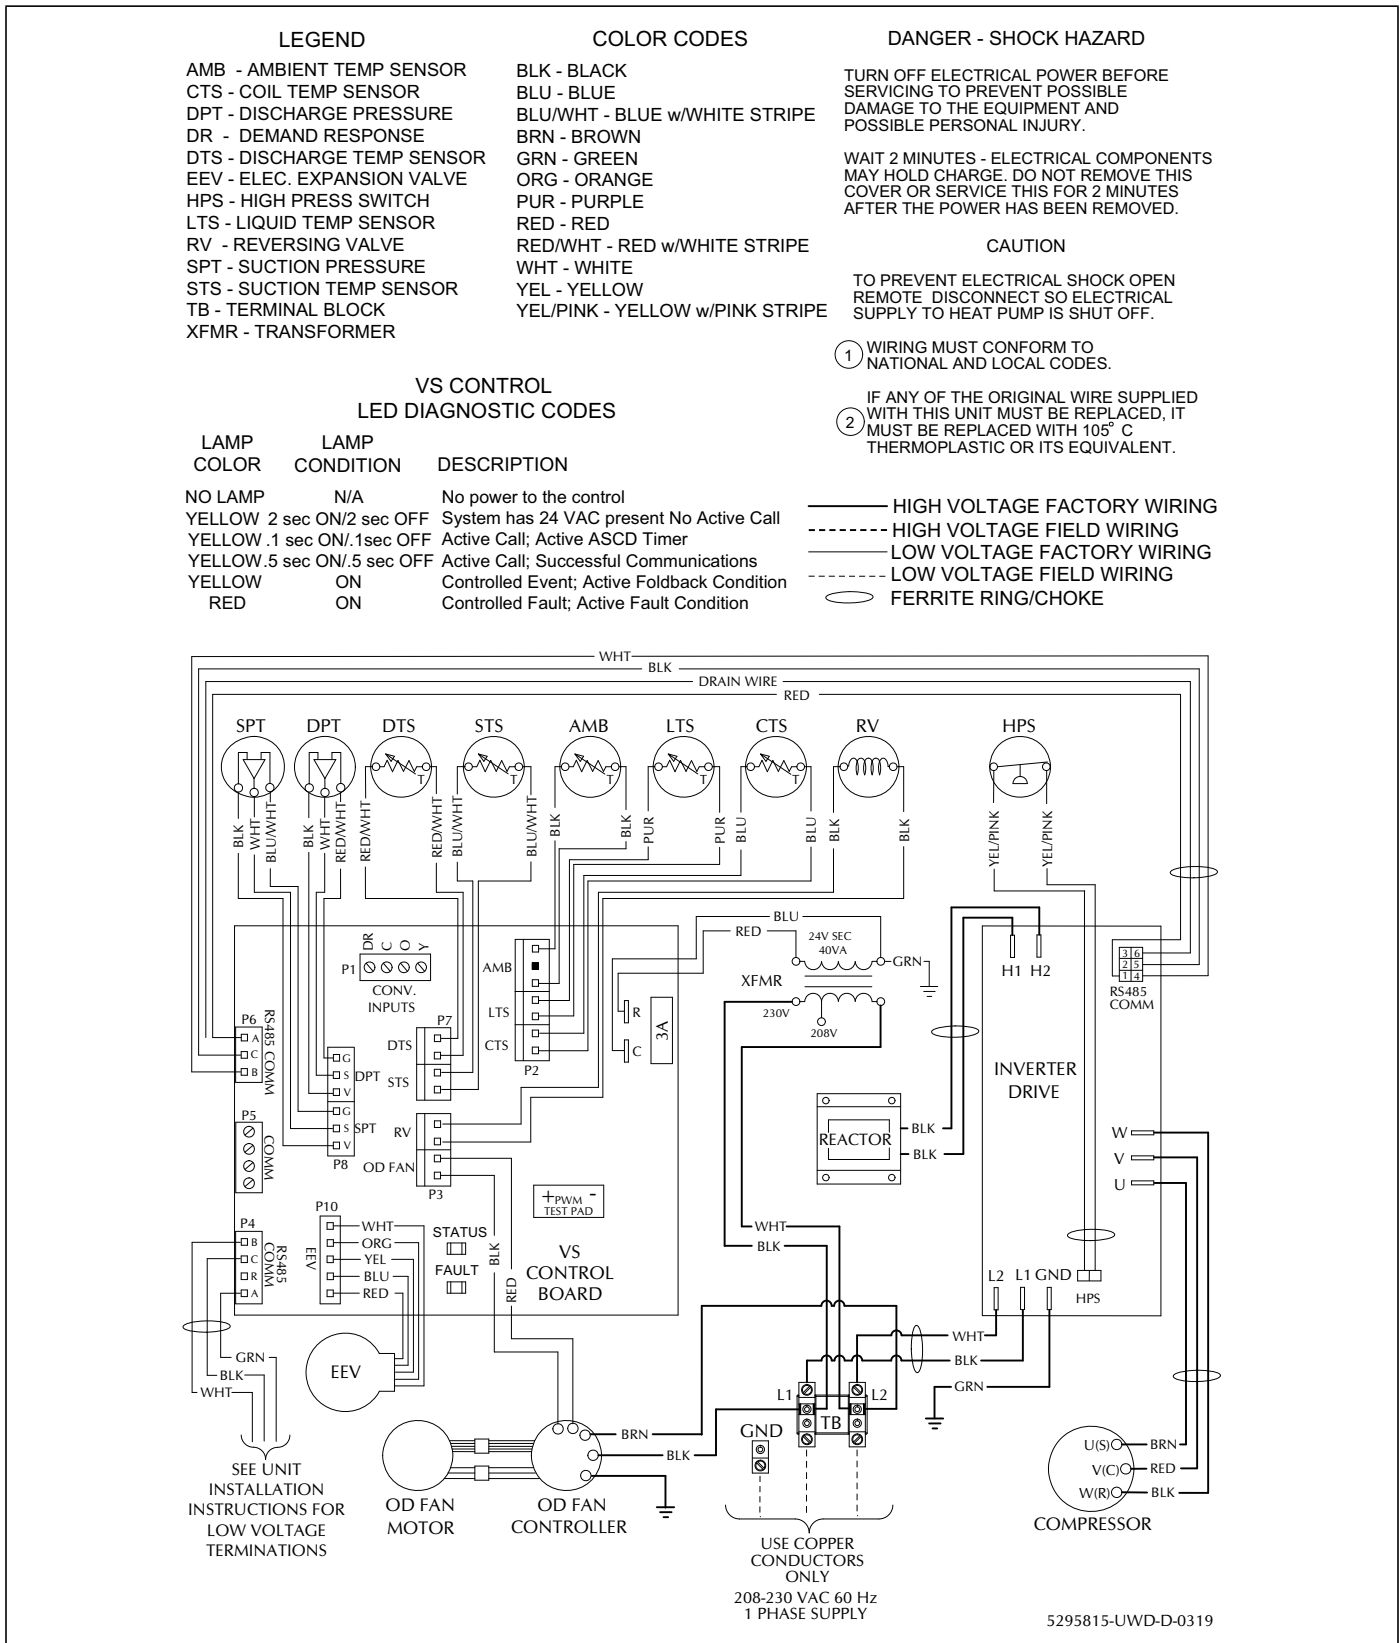 LEGEND
AMB - AMBIENT TEMP SENSOR
CTS - COIL TEMP SENSOR
DPT - DISCHARGE PRESSURE
DR - DEMAND RESPONSE
DTS - DISCHARGE TEMP SENSOR
EEV - ELEC. EXPANSION VALVE
HPS - HIGH PRESS SWITCH
LTS - LIQUID TEMP SENSOR
RV - REVERSING VALVE
SPT - SUCTION PRESSURE
STS - SUCTION TEMP SENSOR
TB - TERMINAL BLOCK
XFMR - TRANSFORMER
COLOR CODES
BLK - BLACK
BLU - BLUE
BLU/WHT - BLUE w/WHITE STRIPE
BRN - BROWN
GRN - GREEN
ORG - ORANGE
PUR - PURPLE
RED - RED
RED/WHT - RED w/WHITE STRIPE
WHT - WHITE
YEL - YELLOW
YEL/PINK - YELLOW w/PINK STRIPE
DANGER - SHOCK HAZARD
TURN OFF ELECTRICAL POWER BEFORE
SERVICING TO PREVENT POSSIBLE
DAMAGE TO THE EQUIPMENT AND
POSSIBLE PERSONAL INJURY.
WAIT 2 MINUTES - ELECTRICAL COMPONENTS
MAY HOLD CHARGE. DO NOT REMOVE THIS
COVER OR SERVICE THIS FOR 2 MINUTES
AFTER THE POWER HAS BEEN REMOVED.
CAUTION
TO PREVENT ELECTRICAL SHOCK OPEN
REMOTE DISCONNECT SO ELECTRICAL
SUPPLY TO HEAT PUMP IS SHUT OFF.
1 WIRING MUST CONFORM TO
NATIONAL AND LOCAL CODES.
2 IF ANY OF THE ORIGINAL WIRE SUPPLIED
WITH THIS UNIT MUST BE REPLACED, IT
MUST BE REPLACED WITH 105° C
THERMOPLASTIC OR ITS EQUIVALENT.
VS CONTROL
LED DIAGNOSTIC CODES
LAMP COLOR LAMP CONDITION DESCRIPTION
NO LAMP N/A No power to the control
YELLOW 2 sec ON/2 sec OFF System has 24 VAC present No Active Call
YELLOW .1 sec ON/.1sec OFF Active Call; Active ASCD Timer
YELLOW .5 sec ON/.5 sec OFF Active Call; Successful Communications
YELLOW ON Controlled Event; Active Foldback Condition
RED ON Controlled Fault; Active Fault Condition
HIGH VOLTAGE FACTORY WIRING
HIGH VOLTAGE FIELD WIRING
LOW VOLTAGE FACTORY WIRING
LOW VOLTAGE FIELD WIRING
FERRITE RING/CHOKE
WHT
BLK
DRAIN WIRE
RED
SPT DPT DTS STS AMB LTS CTS RV HPS
T T T T T
BLK WHT BLU/WHT BLK WHT RED/WHT RED/WHT RED/WHT BLU/WHT BLU/WHT BLK BLK PUR PUR BLU BLU BLK BLK YEL/PINK YEL/PINK
P1 DR C O Y
CONV.
INPUTS
AMB
LTS
CTS
P2
BLU
RED
24V SEC
40VA
GRN
XFMR
230V
208V
R
C
3A
H1 H2
3 6
2 5
1 4
RS485
COMM
P6
A
C
B
RS485 COMM
P7
DTS
STS
G
S DPT
V
G
S SPT
V
P8
P5
COMM
RV
OD FAN
P3
INVERTER
DRIVE
REACTOR
BLK
BLK
W
V
U
+ PWM -
TEST PAD
P4
B
C
R
A
RS485
COMM
P10
EEV
WHT
ORG
YEL
BLU
RED
STATUS
FAULT
BLK
RED
VS
CONTROL
BOARD
WHT
BLK
L2 L1 GND
HPS
GRN
BLK
WHT
EEV
WHT
BLK
GRN
L1
L2
TB
GND
BRN
BLK
SEE UNIT
INSTALLATION
INSTRUCTIONS FOR
LOW VOLTAGE
TERMINATIONS
OD FAN
MOTOR
OD FAN
CONTROLLER
U(S) BRN
V(C) RED
W(R) BLK
COMPRESSOR
USE COPPER
CONDUCTORS
ONLY
208-230 VAC 60 Hz
1 PHASE SUPPLY
5295815-UWD-D-0319